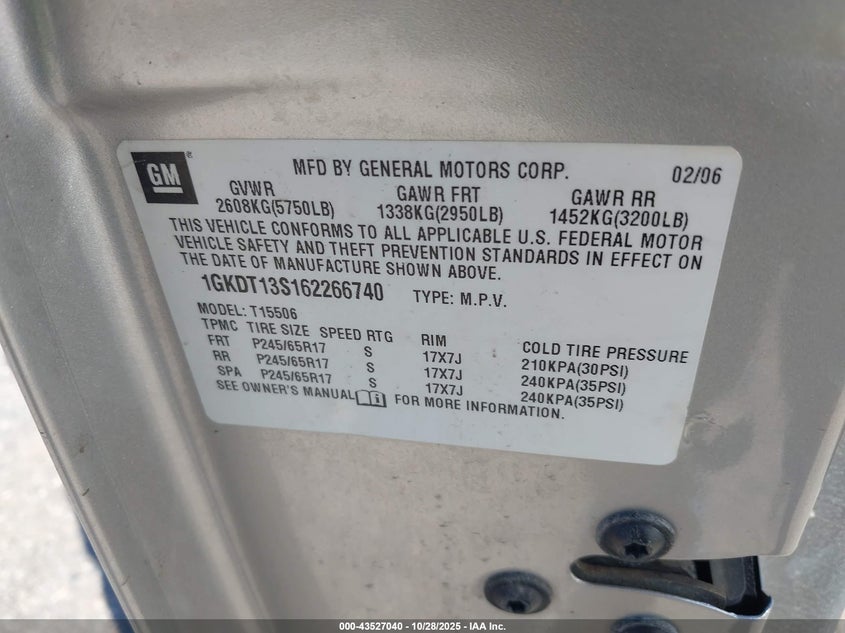 GM
MFD BY GENERAL MOTORS CORP. 02/06
GVWR GAWR FRT GAWR RR
2608KG(5750LB) 1338KG(2950LB) 1452KG(3200LB)
THIS VEHICLE CONFORMS TO ALL APPLICABLE U.S. FEDERAL MOTOR
VEHICLE SAFETY AND THEFT PREVENTION STANDARDS IN EFFECT ON
THE DATE OF MANUFACTURE SHOWN ABOVE.
1GKDT13S162266740 TYPE: M.P.V.
MODEL: T15506
TPMC TIRE SIZE SPEED RTG RIM COLD TIRE PRESSURE
FRT P245/65R17 S 17X7J 210KPA(30PSI)
RR P245/65R17 S 17X7J 240KPA(35PSI)
SPA P245/65R17 S 17X7J 240KPA(35PSI)
SEE OWNER'S MANUAL FOR MORE INFORMATION.
000-43527040 - 10/28/2025 - IAA Inc.